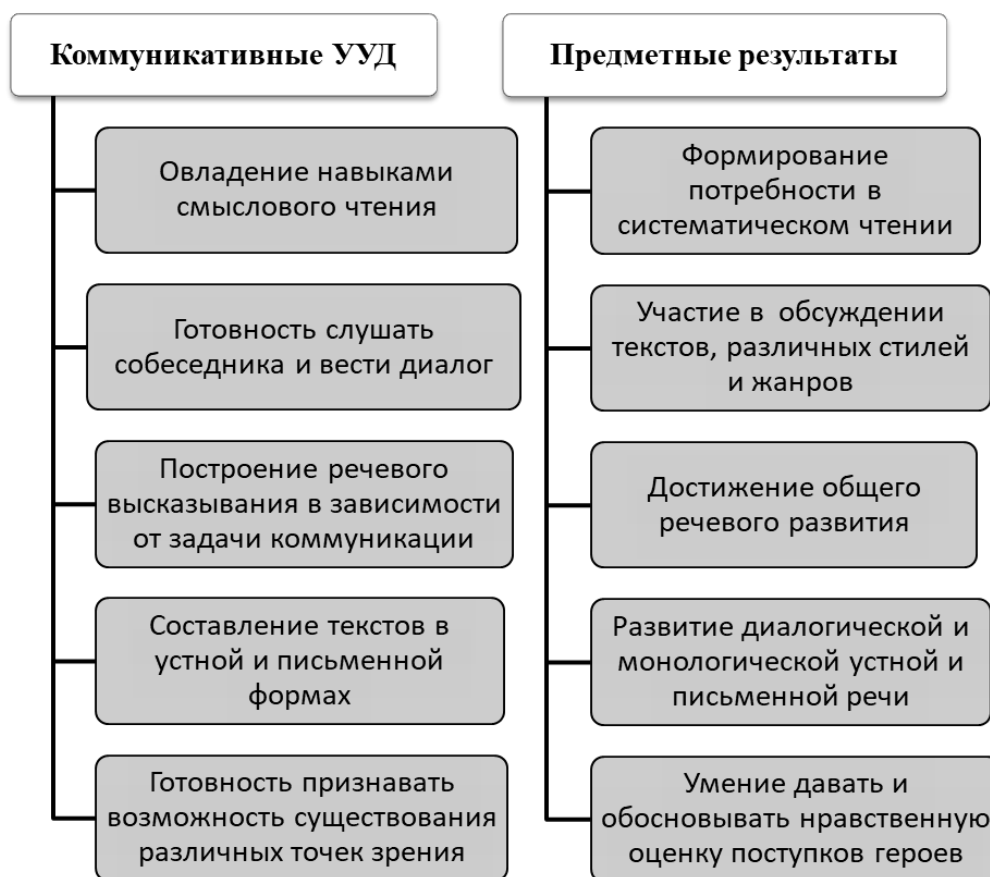 Коммуникативные УУД
Овладение навыками
смыслового чтения
Готовность слушать
собеседника и вести диалог
Построение речевого
высказывания в зависимости
от задачи коммуникации
Составление текстов в
устной и письменной
формах
Готовность признавать
возможность существования
различных точек зрения
Предметные результаты
Формирование
потребности в
систематическом чтении
Участие в обсуждении
текстов, различных стилей
и жанров
Достижение общего
речевого развития
Развитие диалогической и
монологической устной и
письменной речи
Умение давать и
обосновывать нравственную
оценку поступков героев